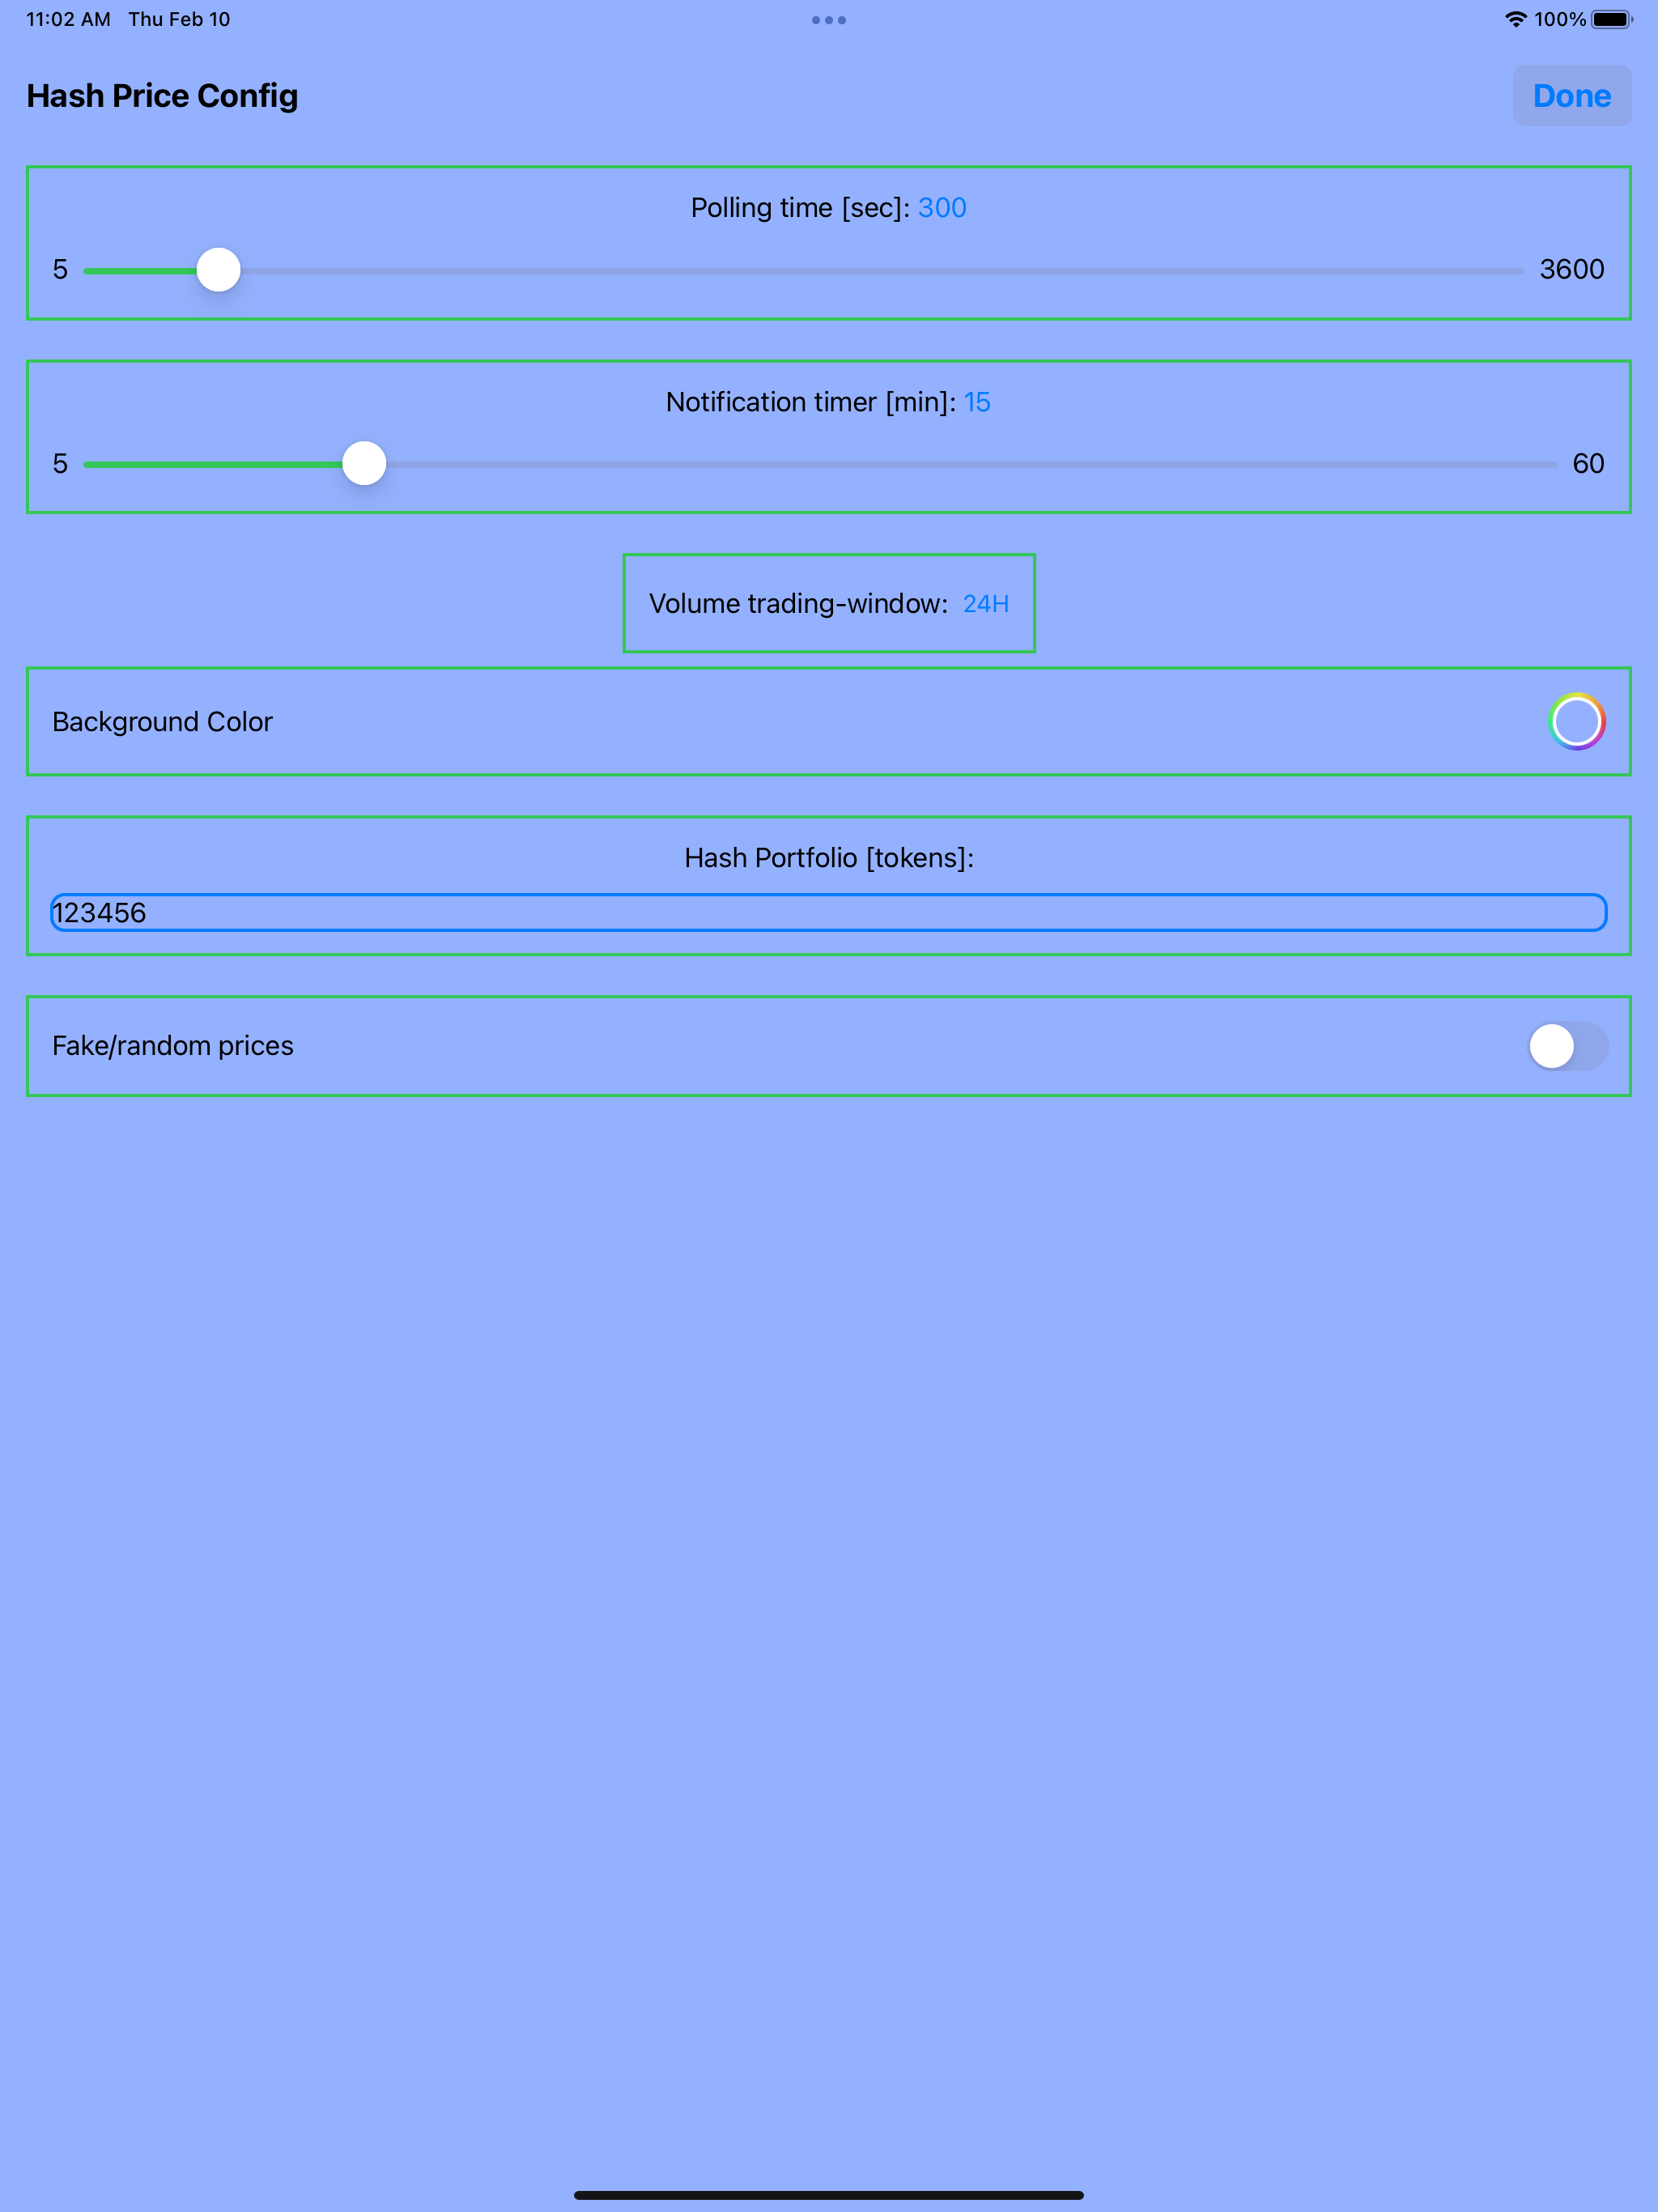 11:02 AM Thu Feb 10 100%
Hash Price Config Done
Polling time [sec]: 300
5 3600
Notification timer [min]: 15
5 60
Volume trading-window: 24H
Background Color
Hash Portfolio [tokens]:
123456
Fake/random prices